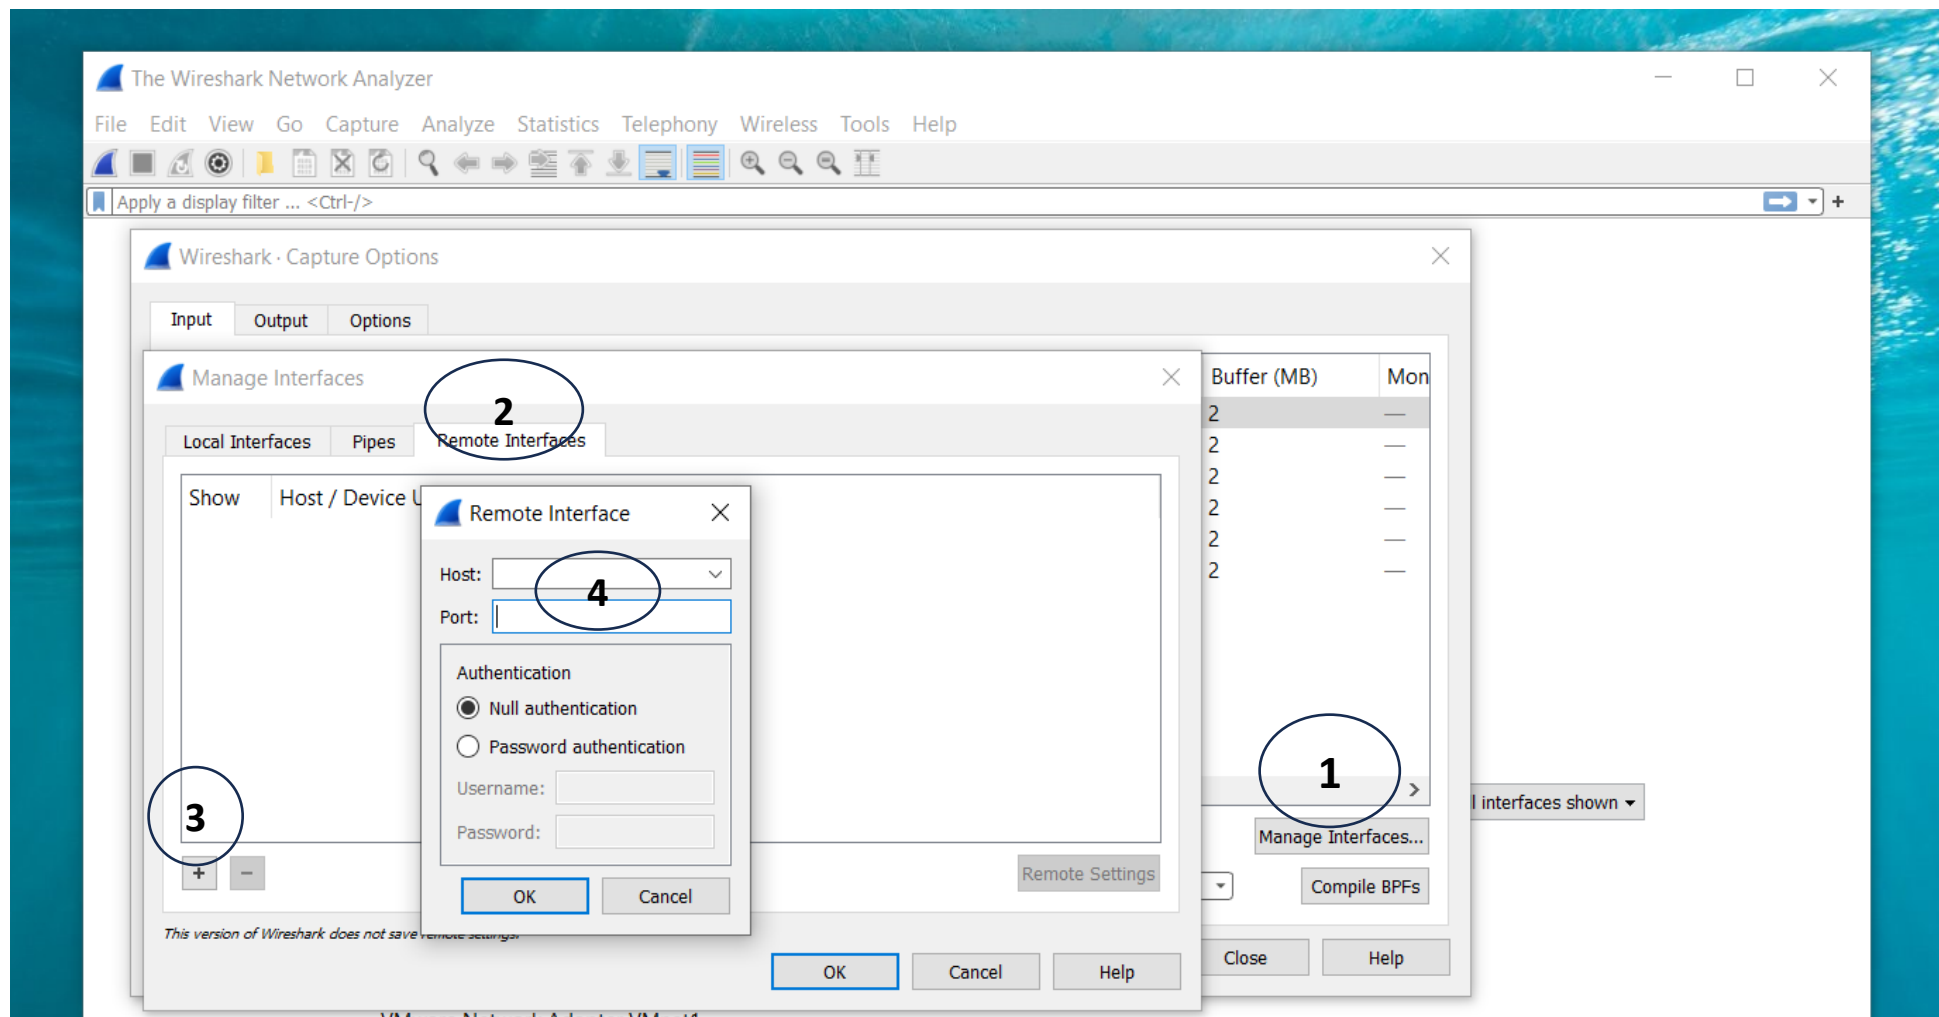 The Wireshark Network Analyzer
File Edit View Go Capture Analyze Statistics Telephony Wireless Tools Help
Apply a display filter ... <Ctrl-/>
+
Wireshark · Capture Options
Input Output Options
Manage Interfaces
Buffer (MB) Mon
2
Local Interfaces Pipes Remote Interfaces
2 —
2 —
2 —
2 —
2 —
2 —
Show Host / Device U
Remote Interface
Host:
4
Port:
Authentication
Null authentication
Password authentication
Username:
Password:
1
3
l interfaces shown
Manage Interfaces...
+ −
Remote Settings
Compile BPFs
OK Cancel
This version of Wireshark does not save remote settings.
OK Cancel Help
Close Help